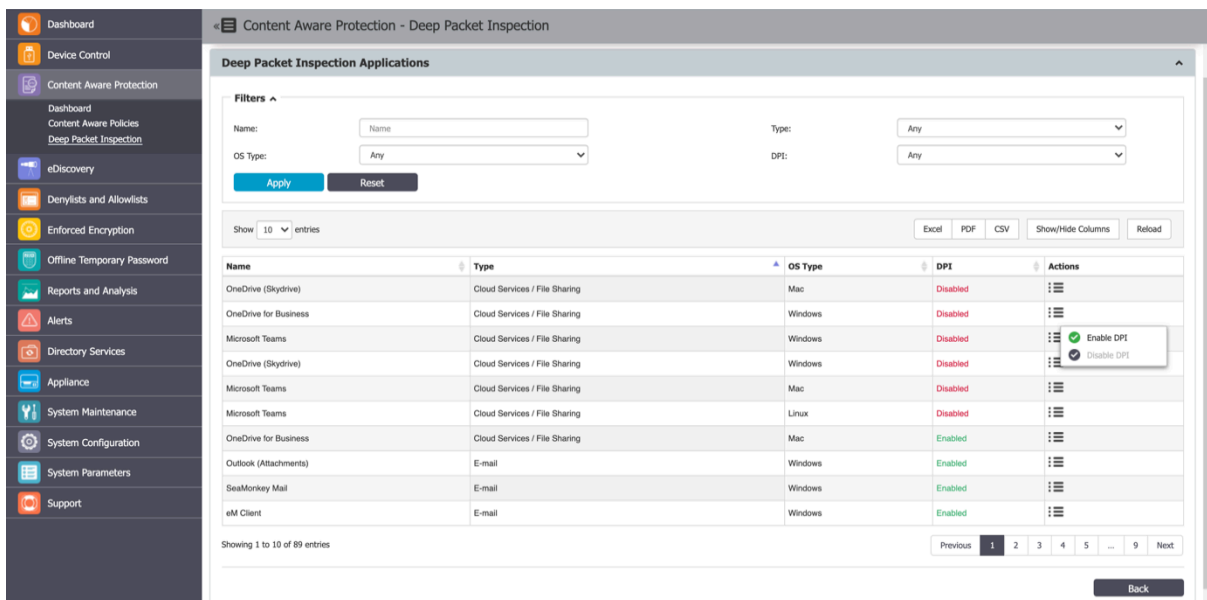 Dashboard
Device Control
Content Aware Protection
Dashboard
Content Aware Policies
Deep Packet Inspection
eDiscovery
Denylists and Allowlists
Enforced Encryption
Offline Temporary Password
Reports and Analysis
Alerts
Directory Services
Appliance
System Maintenance
System Configuration
System Parameters
Support
« Content Aware Protection - Deep Packet Inspection
Deep Packet Inspection Applications
Filters
Name: Name Type: Any
OS Type: Any DPI: Any
Apply Reset
Show 10 entries Excel PDF CSV Show/Hide Columns Reload
Name Type OS Type DPI Actions
OneDrive (Skydrive) Cloud Services / File Sharing Mac Disabled
OneDrive for Business Cloud Services / File Sharing Windows Disabled
Microsoft Teams Cloud Services / File Sharing Windows Disabled Enable DPI
Disable DPI
OneDrive (Skydrive) Cloud Services / File Sharing Windows Disabled
Microsoft Teams Cloud Services / File Sharing Mac Disabled
Microsoft Teams Cloud Services / File Sharing Linux Disabled
OneDrive for Business Cloud Services / File Sharing Mac Enabled
Outlook (Attachments) E-mail Windows Enabled
SeaMonkey Mail E-mail Windows Enabled
eM Client E-mail Windows Enabled
Showing 1 to 10 of 89 entries Previous 1 2 3 4 5 ... 9 Next
Back